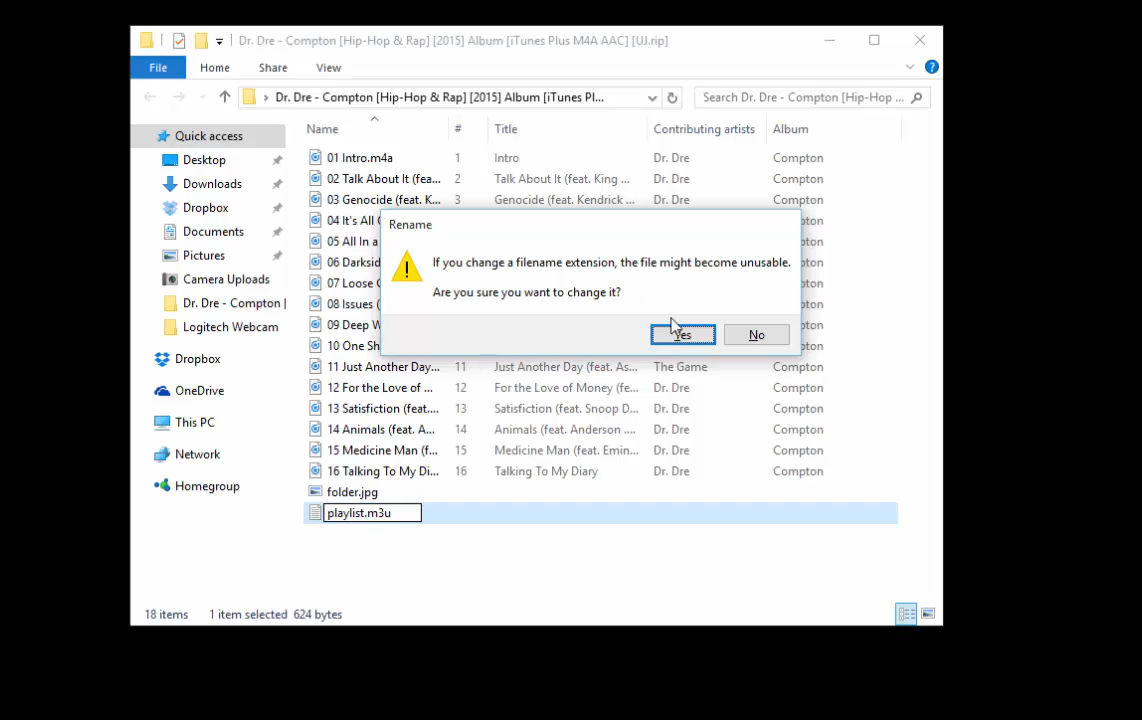 Dr. Dre - Compton [Hip-Hop & Rap] [2015] Album [iTunes Plus M4A AAC] [UJ.rip]
File Home Share View
Dr. Dre - Compton [Hip-Hop & Rap] [2015] Album [iTunes Pl... Search Dr. Dre - Compton [Hip-Hop ...
Name # Title Contributing artists Album
Quick access
Desktop
Downloads
Dropbox
Documents
Pictures
Camera Uploads
Dr. Dre - Compton |
Logitech Webcam
Dropbox
OneDrive
This PC
Network
Homegroup
01 Intro.m4a 1 Intro Dr. Dre Compton
02 Talk About It (fea... 2 Talk About It (feat. King ... Dr. Dre Compton
03 Genocide (feat. K... 3 Genocide (feat. Kendrick ... Dr. Dre Compton
04 It's All Compton
05 All In a Compton
06 Darksid Compton
07 Loose Compton
08 Issues ( Compton
09 Deep W Compton
10 One Sh Compton
11 Just Another Day... 11 Just Another Day (feat. As... The Game Compton
12 For the Love of ... 12 For the Love of Money (fe... Dr. Dre Compton
13 Satisfiction (feat.... 13 Satisfiction (feat. Snoop D... Dr. Dre Compton
14 Animals (feat. A... 14 Animals (feat. Anderson .... Dr. Dre Compton
15 Medicine Man (f... 15 Medicine Man (feat. Emin... Dr. Dre Compton
16 Talking To My Di... 16 Talking To My Diary Dr. Dre Compton
folder.jpg
playlist.m3u
Rename
If you change a filename extension, the file might become unusable.
Are you sure you want to change it?
Yes No
18 items 1 item selected 624 bytes